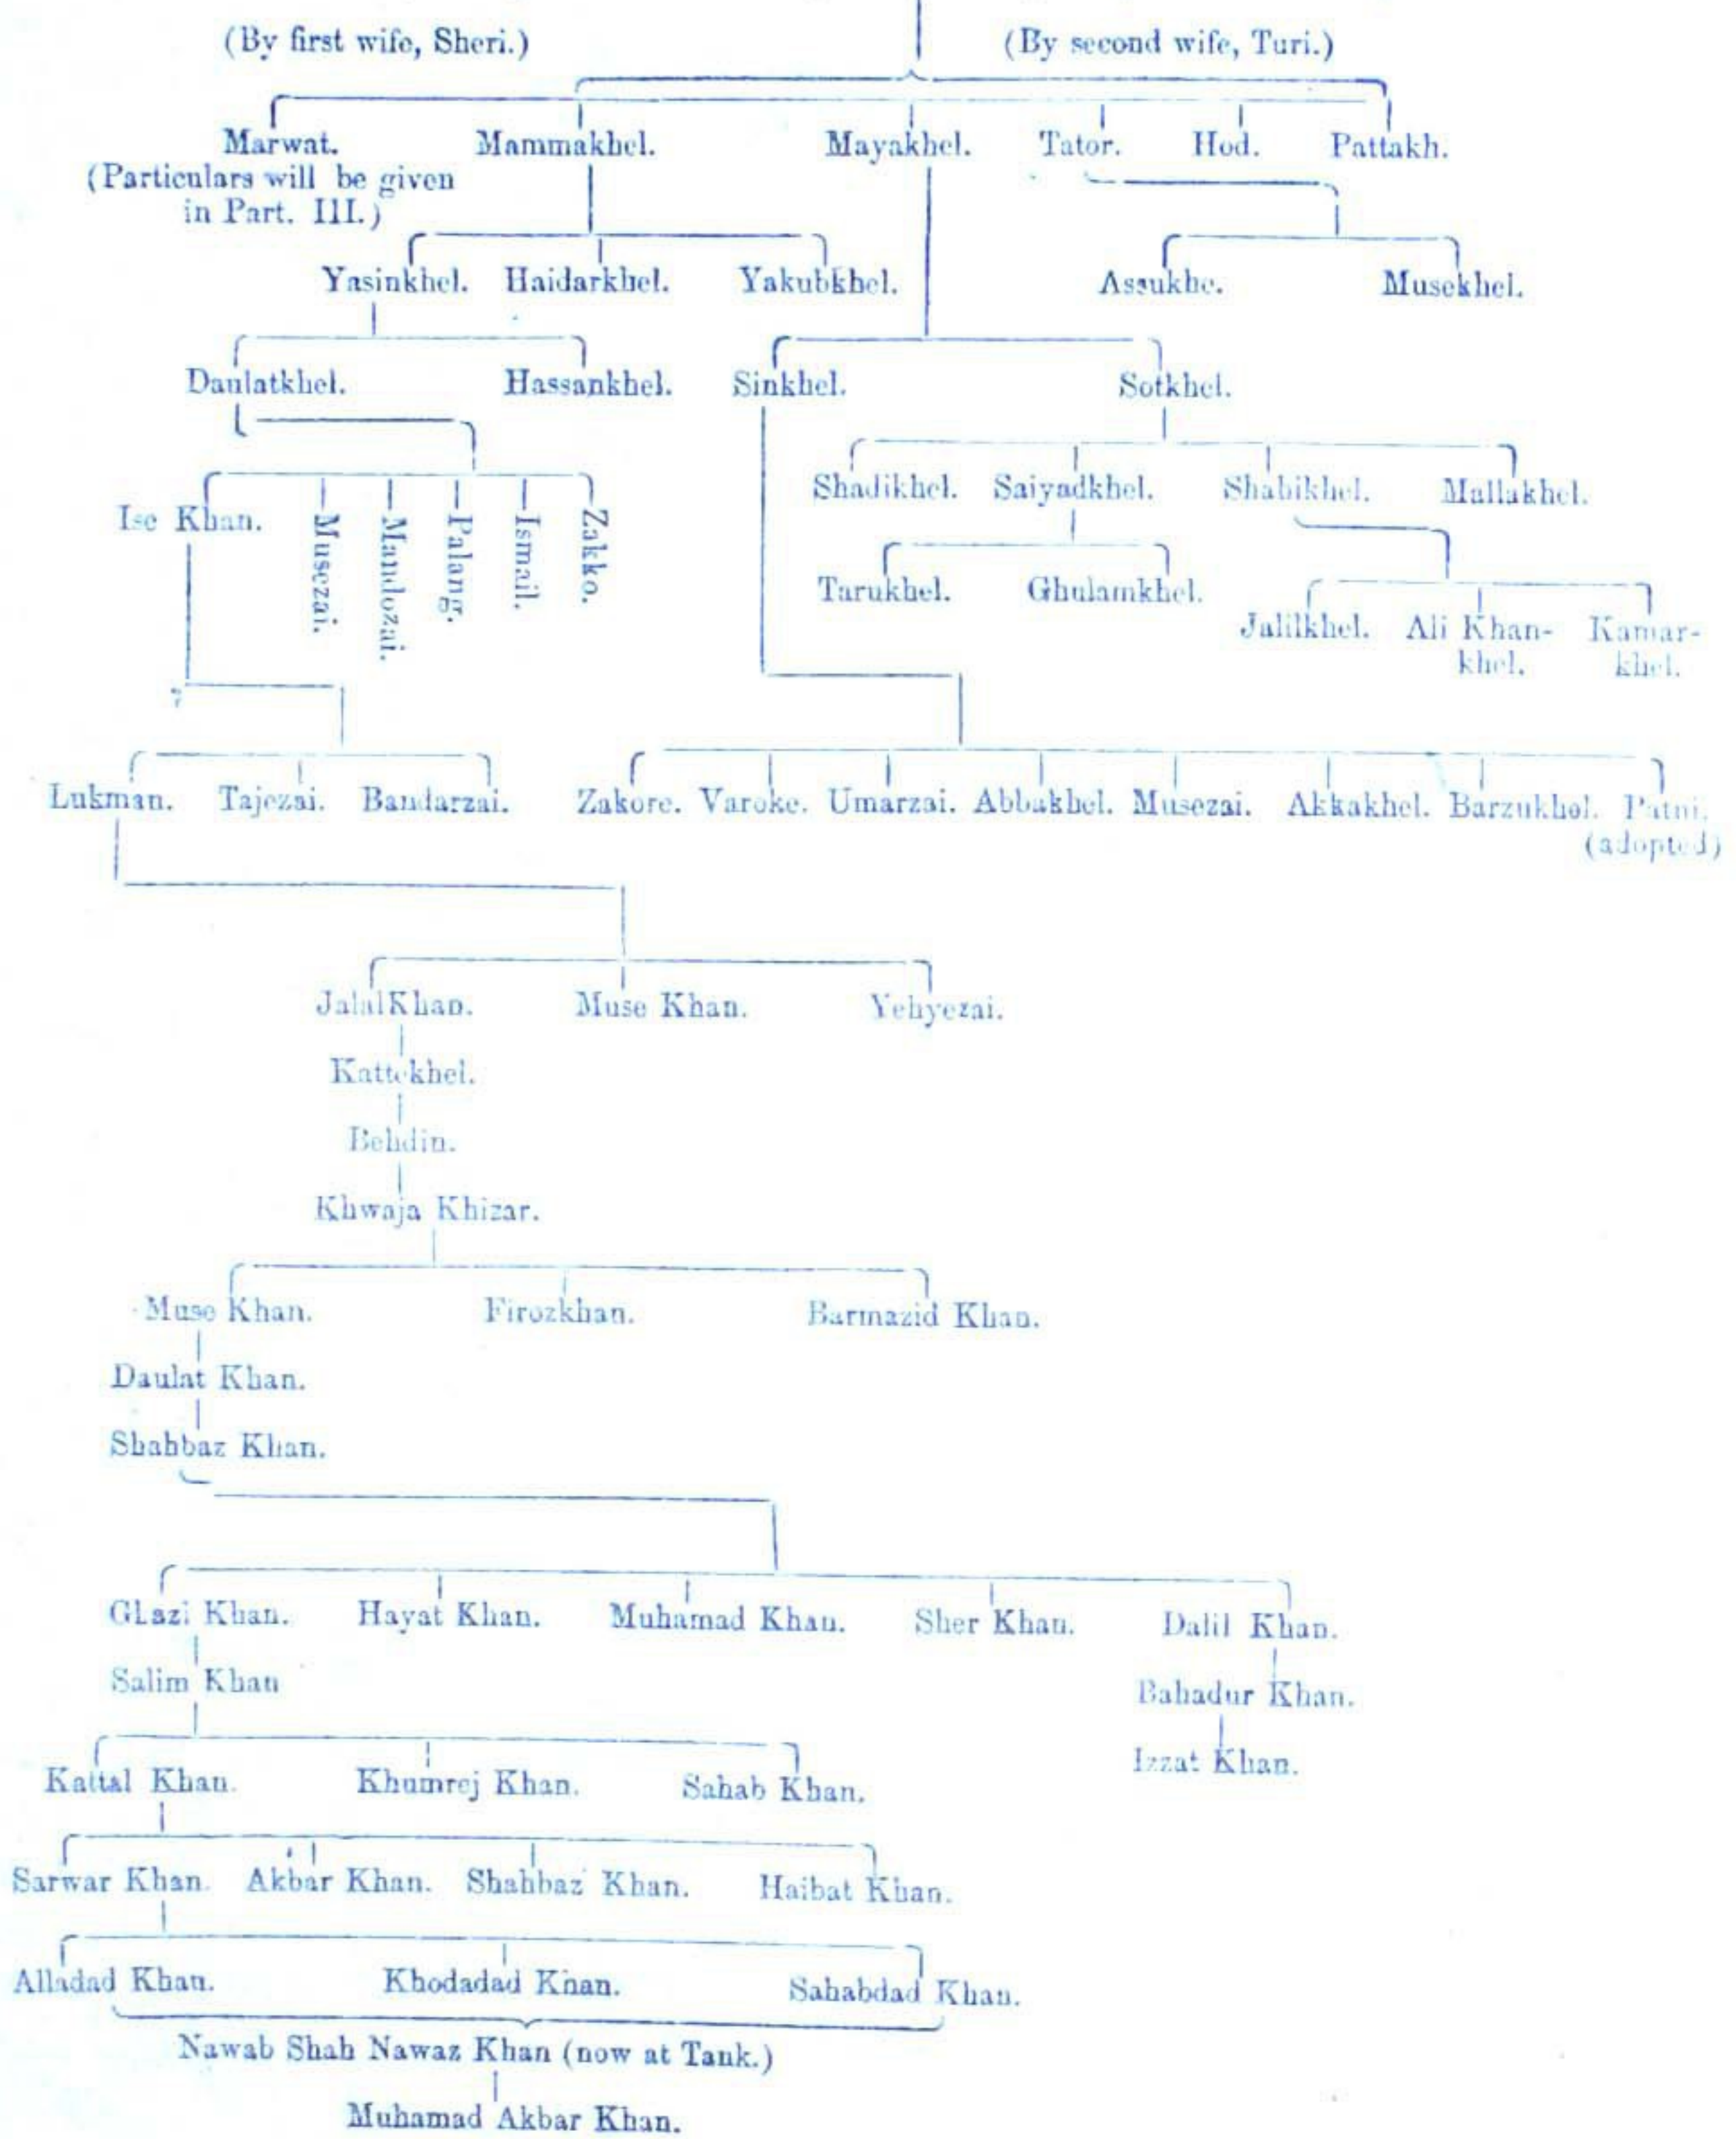 (By first wife, Sheri.) (By second wife, Turi.)
Marwat. Mammakhel. Mayakhel. Tator. Hod. Pattakh.
(Particulars will be given
in Part. III.)
Yasinkhel. Haidarkhel. Yakubkhel. Assukhe. Musekhel.
Daulatkhel. Hassankhel. Sinkhel. Sotkhel.
Shadikhel. Saiyadkhel. Shabikhel. Mallakhel.
Ise Khan. Musezai. Mandozai. Palang. Ismail. Zakko.
Tarukhel. Ghulamkhel.
Jalilkhel. Ali Khan- Kamar-
khel. khel.
Lukman. Tajezai. Bandarzai. Zakore. Varoke. Umarzai. Abbakhel. Musezai. Akkakhel. Barzukhel. Patni.
(adopted)
Jalal Khan. Muse Khan. Yehyezai.
Kattekhel.
Behdin.
Khwaja Khizar.
Muse Khan. Firozkhan. Barmazid Khan.
Daulat Khan.
Shahbaz Khan.
Ghazi Khan. Hayat Khan. Muhamad Khan. Sher Khan. Dalil Khan.
Salim Khan Bahadur Khan.
Izzat Khan.
Kattal Khan. Khumrej Khan. Sahab Khan.
Sarwar Khan. Akbar Khan. Shahbaz Khan. Haibat Khan.
Alladad Khan. Khodadad Khan. Sahabdad Khan.
Nawab Shah Nawaz Khan (now at Tank.)
Muhamad Akbar Khan.